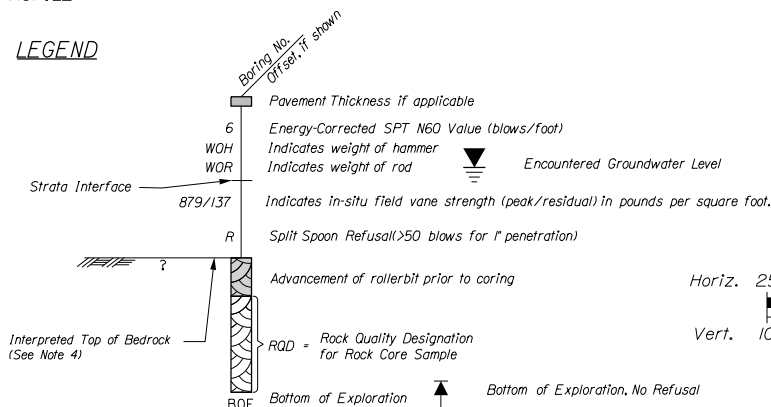 LEGEND
Boring No.
Offset, if shown
Pavement Thickness if applicable
6 Energy-Corrected SPT N60 Value (blows/foot)
WOH Indicates weight of hammer
WOR Indicates weight of rod
Encountered Groundwater Level
Strata Interface
879/137 Indicates in-situ field vane strength (peak/residual) in pounds per square foot.
R Split Spoon Refusal(>50 blows for 1" penetration)
?
Advancement of rollerbit prior to coring
Horiz. 25
Interpreted Top of Bedrock
(See Note 4)
RQD = Rock Quality Designation
for Rock Core Sample
Vert. 10
BOE Bottom of Exploration
Bottom of Exploration, No Refusal